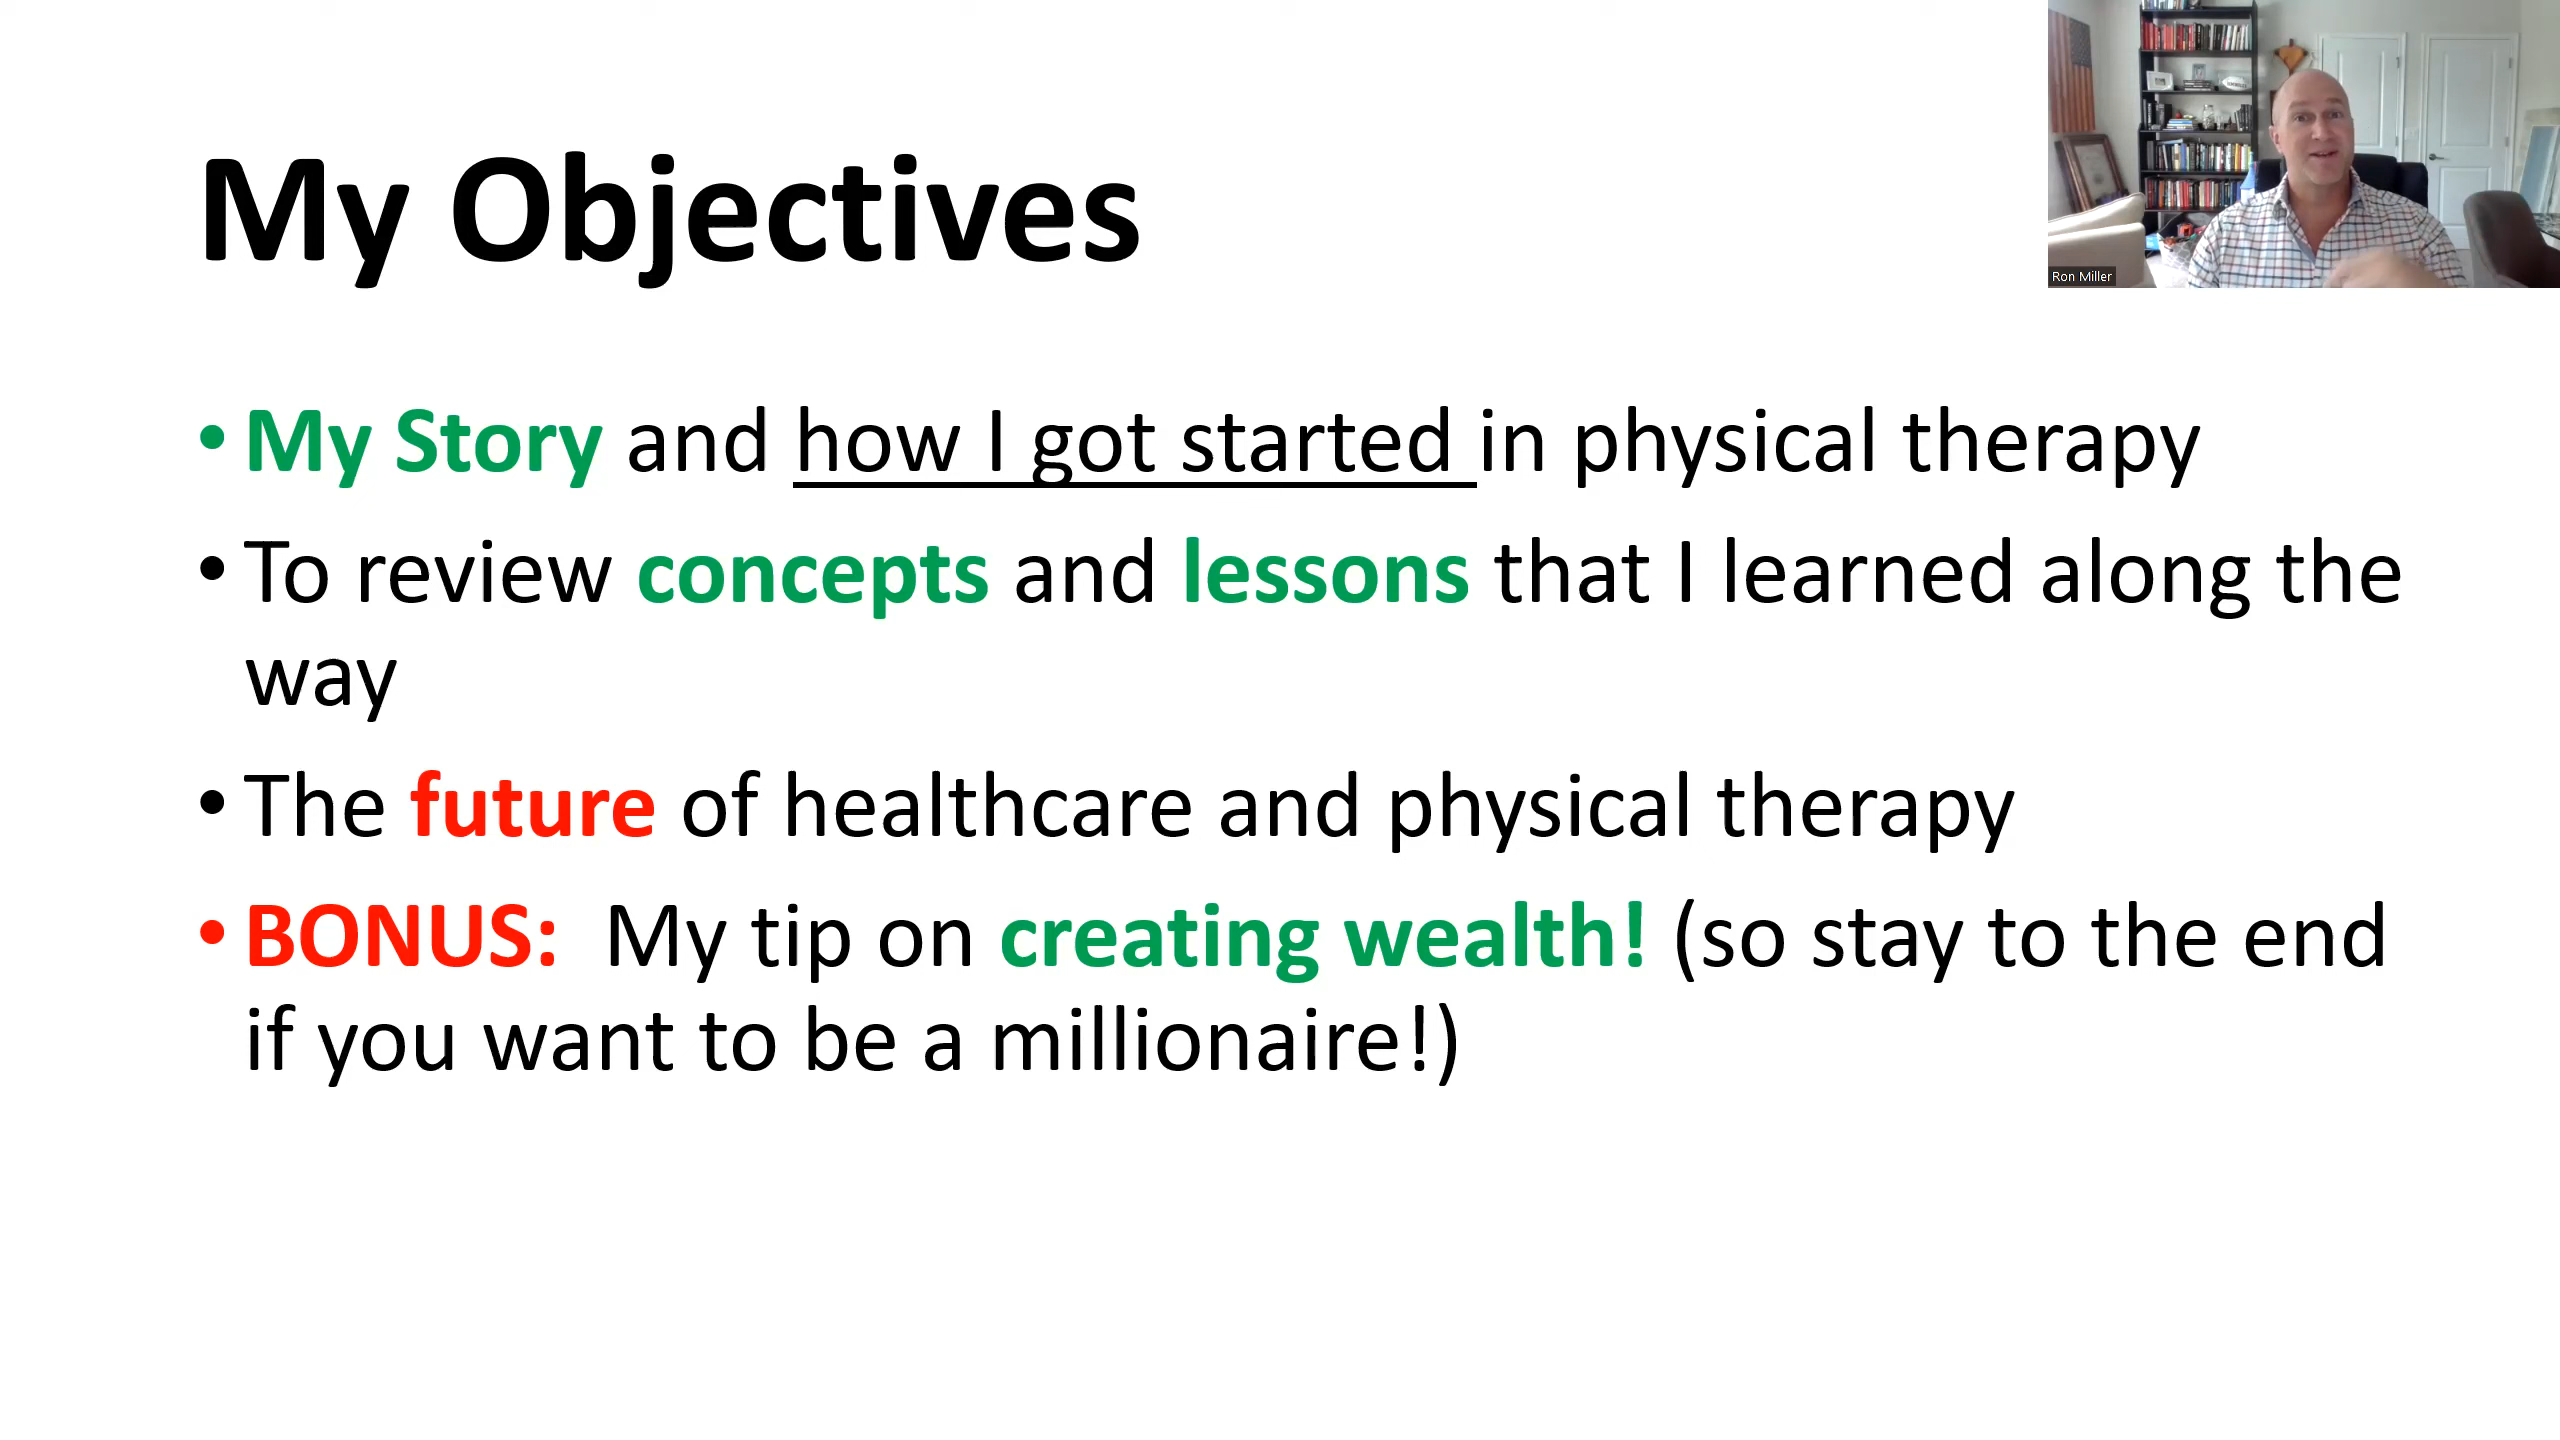 My Objectives
Ron Miller
• My Story and how I got started in physical therapy
• To review concepts and lessons that I learned along the
way
• The future of healthcare and physical therapy
• BONUS:  My tip on creating wealth! (so stay to the end
if you want to be a millionaire!)